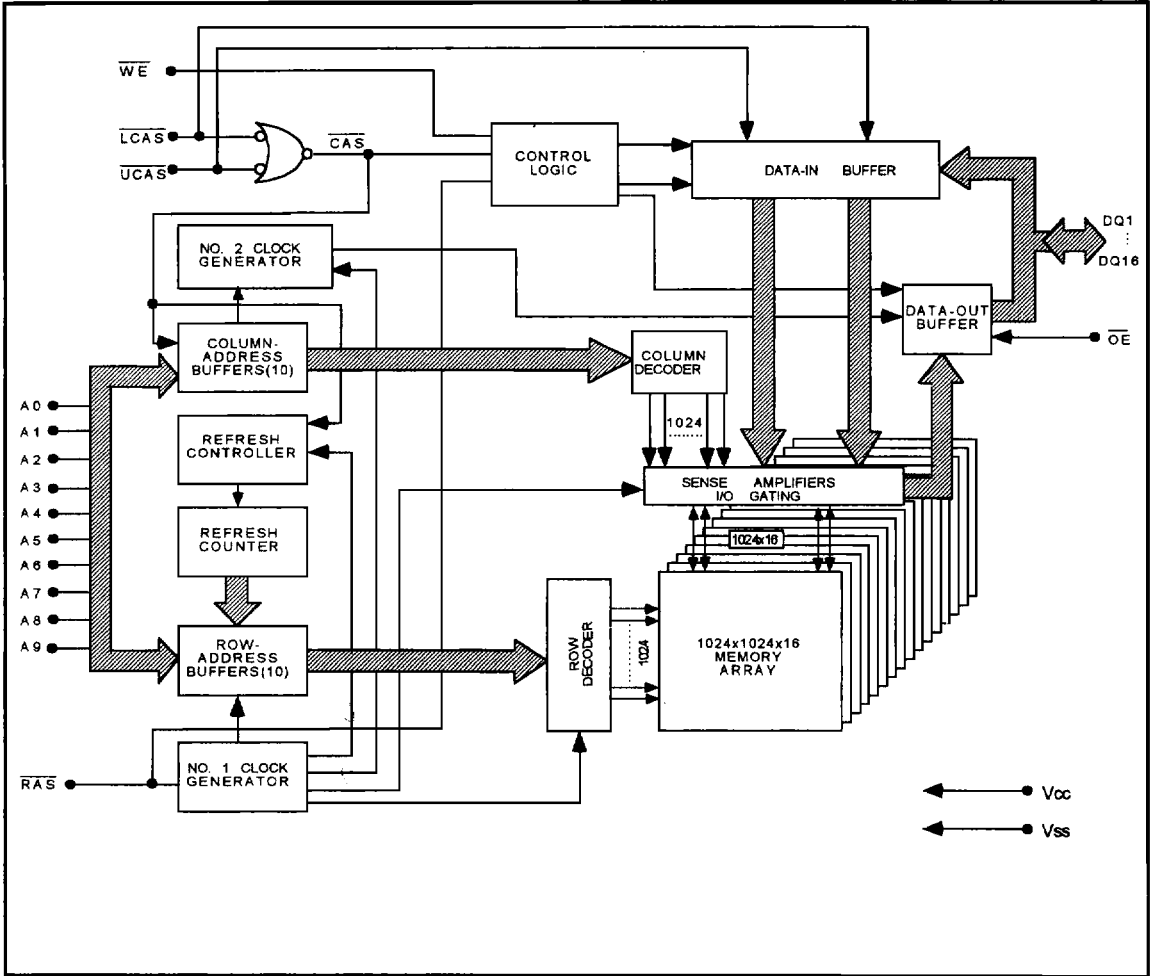 WE
LCAS
UCAS
CAS
CONTROL
LOGIC
DATA-IN BUFFER
DQ1
DQ16
NO. 2 CLOCK
GENERATOR
DATA-OUT
BUFFER
OE
COLUMN-
ADDRESS
BUFFERS(10)
COLUMN
DECODER
1024
A0
A1
A2
A3
A4
A5
A6
A7
A8
A9
REFRESH
CONTROLLER
SENSE AMPLIFIERS
I/O GATING
REFRESH
COUNTER
1024x16
ROW-
ADDRESS
BUFFERS(10)
ROW
DECODER
1024
1024x1024x16
MEMORY
ARRAY
RAS
NO. 1 CLOCK
GENERATOR
Vcc
Vss